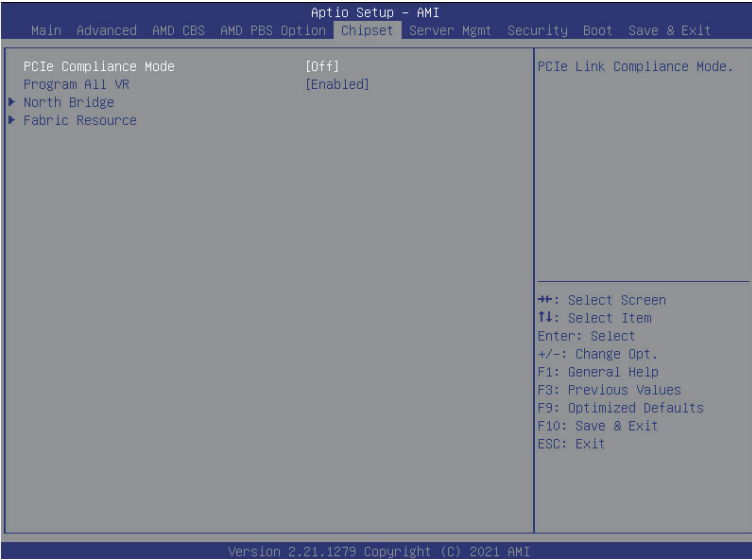 Aptio Setup - AMI
Main Advanced AMD CBS AMD PBS Option Chipset Server Mgmt Security Boot Save & Exit
PCIe Compliance Mode [Off]
Program All VR [Enabled]
North Bridge
Fabric Resource
PCIe Link Compliance Mode.
→←: Select Screen
↑↓: Select Item
Enter: Select
+/-: Change Opt.
F1: General Help
F3: Previous Values
F9: Optimized Defaults
F10: Save & Exit
ESC: Exit
Version 2.21.1279 Copyright (C) 2021 AMI